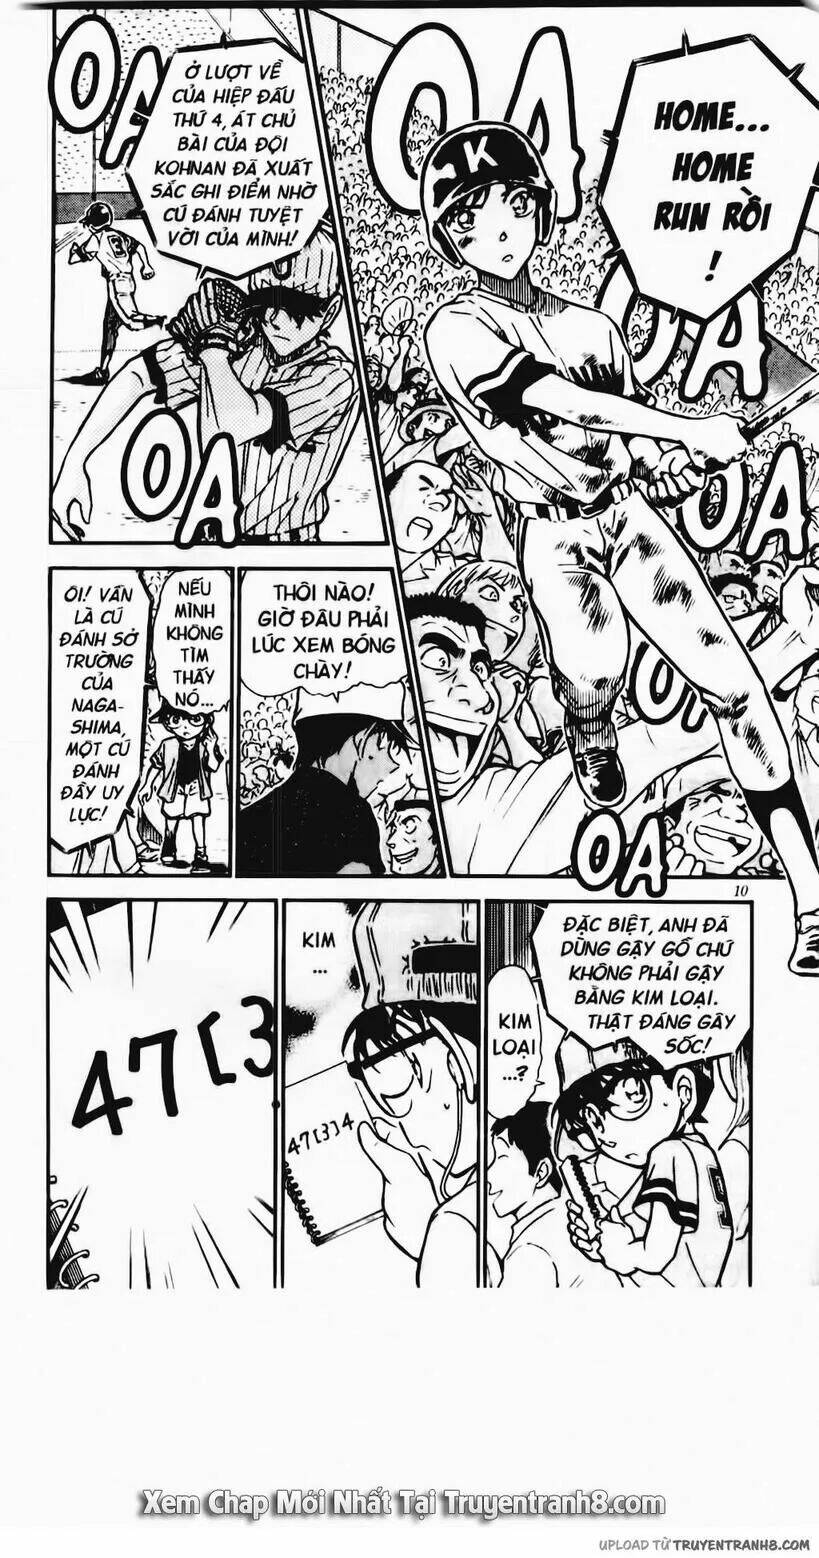 HOME...
HOME
RUN RỒI
!
Ở LƯỢT VỀ
CỦA HIỆP ĐẤU
THỨ 4, ÁT CHỦ
BÀI CỦA ĐỘI
KOHNAN ĐÃ XUẤT
SẮC GHI ĐIỂM NHỜ
CÚ ĐÁNH TUYỆT
VỜI CỦA MÌNH!
OA
OA
OA
OA
OA
OA
OA
K
THÔI NÀO!
GIỜ ĐÂU PHẢI
LÚC XEM BÓNG
CHÀY!
NẾU
MÌNH
KHÔNG
TÌM
THẤY
NÓ...
ÔI! VẪN
LÀ CÚ
ĐÁNH SỞ
TRƯỜNG
CỦA
NAGA-
SHIMA,
MỘT CÚ
ĐÁNH
ĐẦY UY
LỰC!
10
ĐẶC BIỆT, ANH ĐÃ
DÙNG GẬY GỖ CHỨ
KHÔNG PHẢI GẬY
BẰNG KIM LOẠI.
THẬT ĐÁNG GÂY
SỐC!
KIM
LOẠI
...?
9
KIM
...
47[3]4
47[3
Xem Chap Mới Nhất Tại Truyentranh8.com
UPLOAD TỪ TRUYENTRANH8.COM